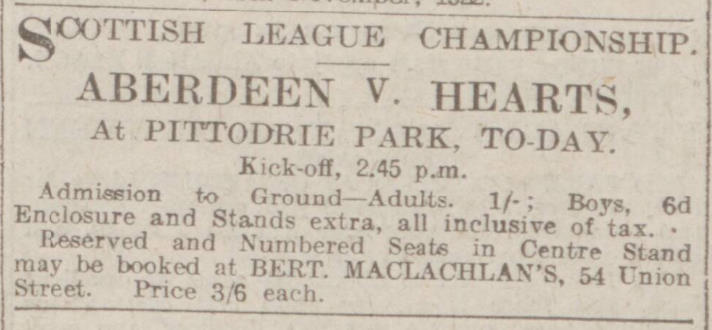 SCOTTISH LEAGUE CHAMPIONSHIP.
ABERDEEN V. HEARTS,
At PITTODRIE PARK, TO-DAY.
Kick-off, 2.45 p.m.
Admission to Ground—Adults. 1/-; Boys, 6d
Enclosure and Stands extra, all inclusive of tax.
Reserved and Numbered Seats in Centre Stand
may be booked at BERT. MACLACHLAN'S, 54 Union
Street. Price 3/6 each.